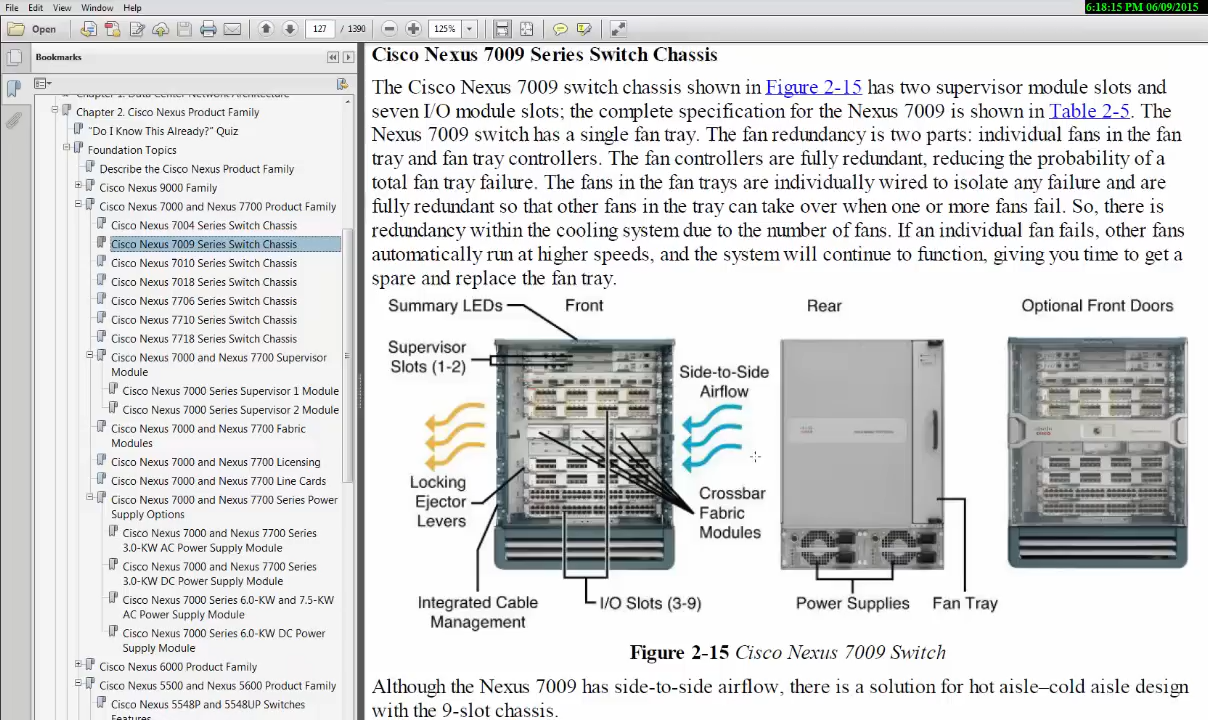 File Edit View Window Help
6:18:15 PM 06/09/2015
Open 127 / 1390 125%
Bookmarks
Chapter 1. Data Center Network Architecture
Chapter 2. Cisco Nexus Product Family
“Do I Know This Already?” Quiz
Foundation Topics
Describe the Cisco Nexus Product Family
Cisco Nexus 9000 Family
Cisco Nexus 7000 and Nexus 7700 Product Family
Cisco Nexus 7004 Series Switch Chassis
Cisco Nexus 7009 Series Switch Chassis
Cisco Nexus 7010 Series Switch Chassis
Cisco Nexus 7018 Series Switch Chassis
Cisco Nexus 7706 Series Switch Chassis
Cisco Nexus 7710 Series Switch Chassis
Cisco Nexus 7718 Series Switch Chassis
Cisco Nexus 7000 and Nexus 7700 Supervisor
Module
Cisco Nexus 7000 Series Supervisor 1 Module
Cisco Nexus 7000 Series Supervisor 2 Module
Cisco Nexus 7000 and Nexus 7700 Fabric
Modules
Cisco Nexus 7000 and Nexus 7700 Licensing
Cisco Nexus 7000 and Nexus 7700 Line Cards
Cisco Nexus 7000 and Nexus 7700 Series Power
Supply Options
Cisco Nexus 7000 and Nexus 7700 Series
3.0-KW AC Power Supply Module
Cisco Nexus 7000 and Nexus 7700 Series
3.0-KW DC Power Supply Module
Cisco Nexus 7000 Series 6.0-KW and 7.5-KW
AC Power Supply Module
Cisco Nexus 7000 Series 6.0-KW DC Power
Supply Module
Cisco Nexus 6000 Product Family
Cisco Nexus 5500 and Nexus 5600 Product Family
Cisco Nexus 5548P and 5548UP Switches
Features
Cisco Nexus 7009 Series Switch Chassis
The Cisco Nexus 7009 switch chassis shown in Figure 2-15 has two supervisor module slots and
seven I/O module slots; the complete specification for the Nexus 7009 is shown in Table 2-5. The
Nexus 7009 switch has a single fan tray. The fan redundancy is two parts: individual fans in the fan
tray and fan tray controllers. The fan controllers are fully redundant, reducing the probability of a
total fan tray failure. The fans in the fan trays are individually wired to isolate any failure and are
fully redundant so that other fans in the tray can take over when one or more fans fail. So, there is
redundancy within the cooling system due to the number of fans. If an individual fan fails, other fans
automatically run at higher speeds, and the system will continue to function, giving you time to get a
spare and replace the fan tray.
Summary LEDs
Front
Rear
Optional Front Doors
Supervisor
Slots (1-2)
Side-to-Side
Airflow
Locking
Ejector
Levers
Crossbar
Fabric
Modules
Integrated Cable
Management
I/O Slots (3-9)
Power Supplies
Fan Tray
Figure 2-15 Cisco Nexus 7009 Switch
Although the Nexus 7009 has side-to-side airflow, there is a solution for hot aisle–cold aisle design
with the 9-slot chassis.